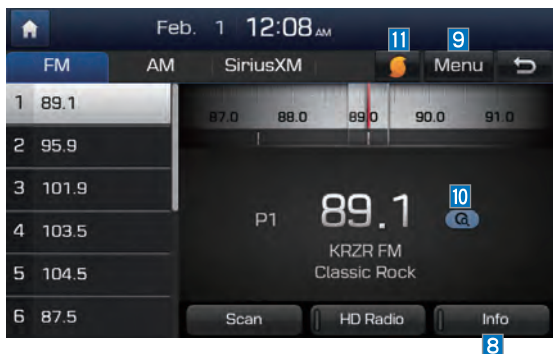 Feb. 1 12:08 AM
11 9
FM AM SiriusXM Menu
1 89.1
2 95.9
3 101.9
4 103.5
5 104.5
6 87.5
87.0 88.0 89.0 90.0 91.0
10
P1 89.1
KRZR FM
Classic Rock
Scan HD Radio Info
8